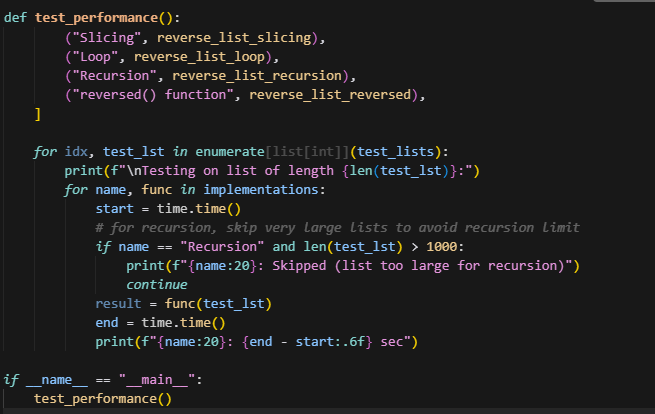 def test_performance():
        ("Slicing", reverse_list_slicing),
        ("Loop", reverse_list_loop),
        ("Recursion", reverse_list_recursion),
        ("reversed() function", reverse_list_reversed),
    ]
    for idx, test_lst in enumerate[list[int]](test_lists):
        print(f"\nTesting on list of length {len(test_lst)}:")
        for name, func in implementations:
            start = time.time()
            # for recursion, skip very large lists to avoid recursion limit
            if name == "Recursion" and len(test_lst) > 1000:
                print(f"{name:20}: Skipped (list too large for recursion)")
                continue
            result = func(test_lst)
            end = time.time()
            print(f"{name:20}: {end - start:.6f} sec")
if __name__ == "__main__":
    test_performance()